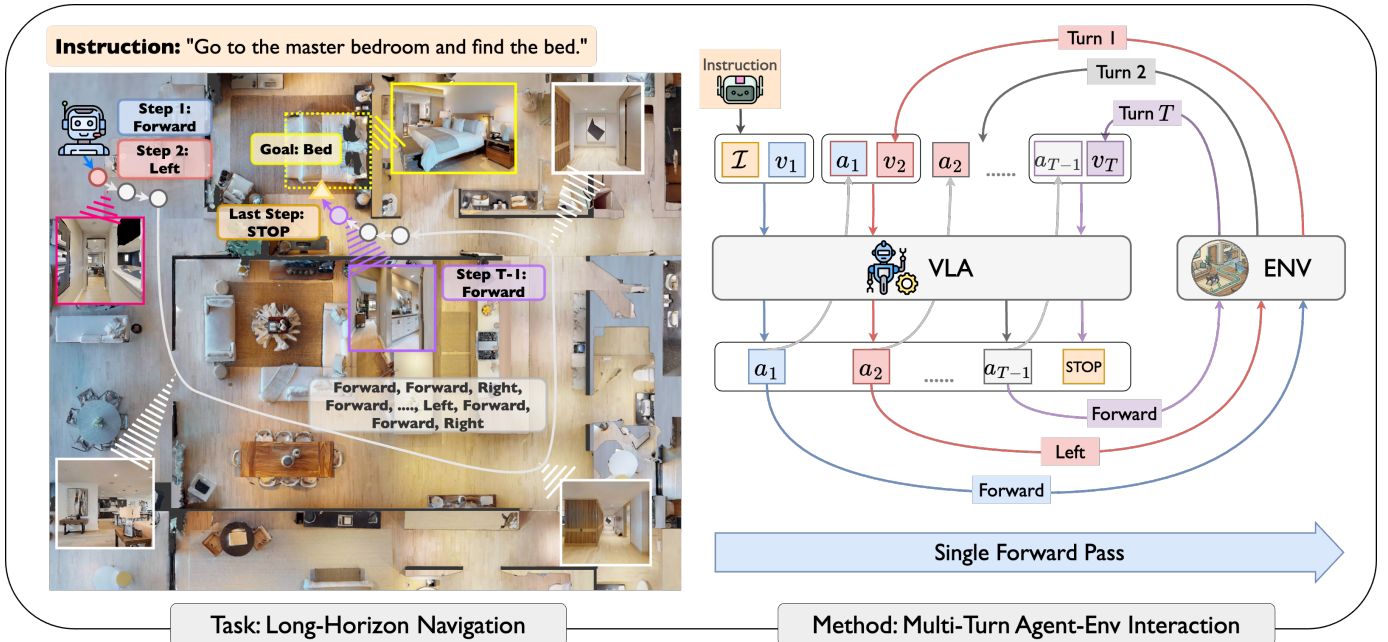 Instruction: "Go to the master bedroom and find the bed."
Step 1:
Forward
Step 2:
Left
Goal: Bed
Last Step:
STOP
Step T-1:
Forward
Forward, Forward, Right,
Forward, ...., Left, Forward,
Forward, Right
Task: Long-Horizon Navigation
Instruction
Turn 1
Turn 2
Turn T
I v1 a1 v2 a2 ...... aT−1 vT
VLA
ENV
a1 a2 ...... aT−1 STOP
Forward
Left
Forward
Single Forward Pass
Method: Multi-Turn Agent-Env Interaction